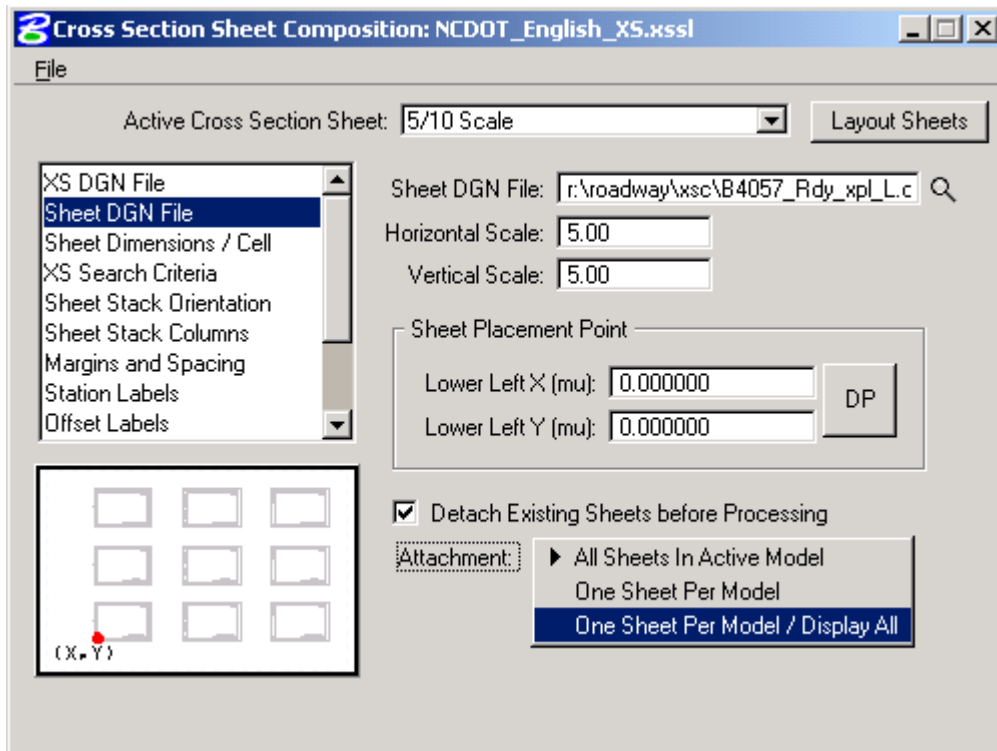 Cross Section Sheet Composition: NCDOT_English_XS.xssl
File
Active Cross Section Sheet: 5/10 Scale Layout Sheets
XS DGN File
Sheet DGN File
Sheet Dimensions / Cell
XS Search Criteria
Sheet Stack Orientation
Sheet Stack Columns
Margins and Spacing
Station Labels
Offset Labels
Sheet DGN File: r:\roadway\xsc\B4057_Rdy_xpl_L.c
Horizontal Scale: 5.00
Vertical Scale: 5.00
Sheet Placement Point
Lower Left X (mu): 0.000000
Lower Left Y (mu): 0.000000
DP
Detach Existing Sheets before Processing
Attachment: All Sheets In Active Model
One Sheet Per Model
One Sheet Per Model / Display All
(X,Y)